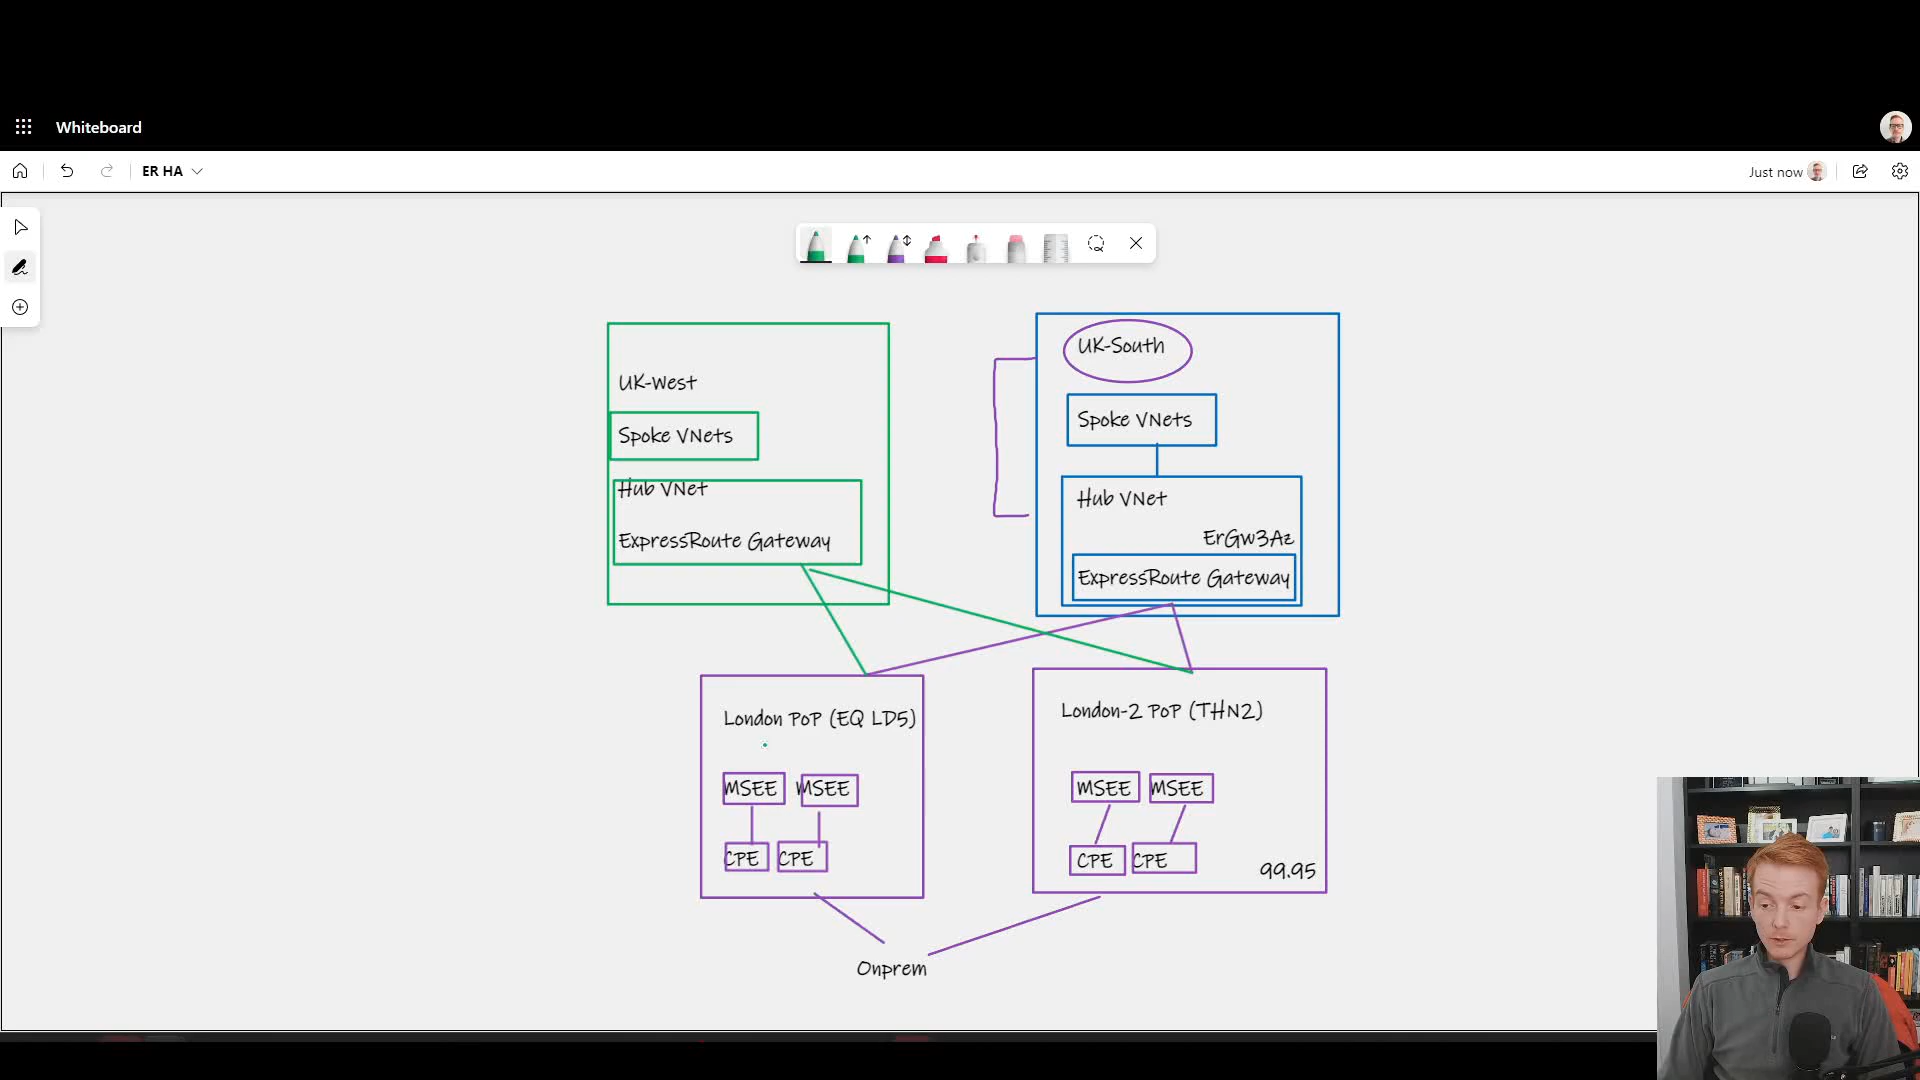 Whiteboard
ER HA
Just now
UK-West
Spoke VNets
Hub VNet
ExpressRoute Gateway
UK-South
Spoke VNets
Hub VNet
ErGw3Az
ExpressRoute Gateway
London PoP (EQ LD5)
MSEE MSEE
CPE CPE
London-2 PoP (THN2)
MSEE MSEE
CPE CPE
99.95
Onprem